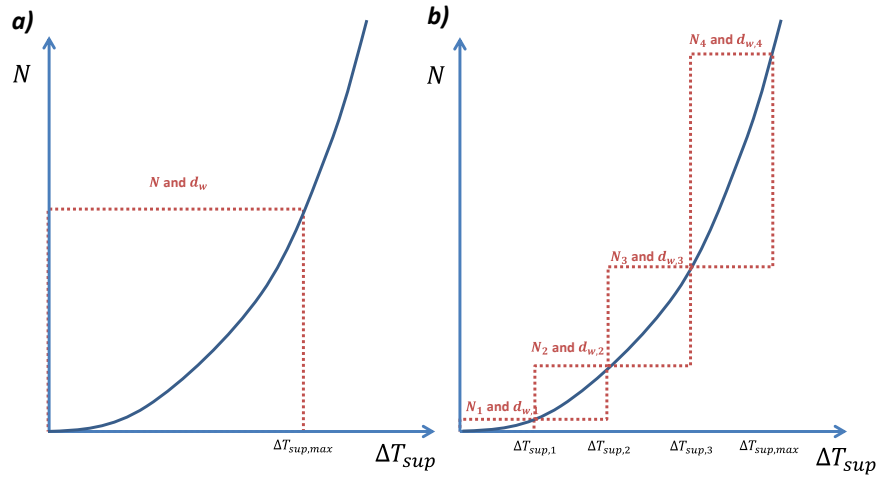 a)
N
N and d_w
ΔT_sup,max
ΔT_sup
b)
N
N_4 and d_w,4
N_3 and d_w,3
N_2 and d_w,2
N_1 and d_w,1
ΔT_sup,1
ΔT_sup,2
ΔT_sup,3
ΔT_sup,max
ΔT_sup